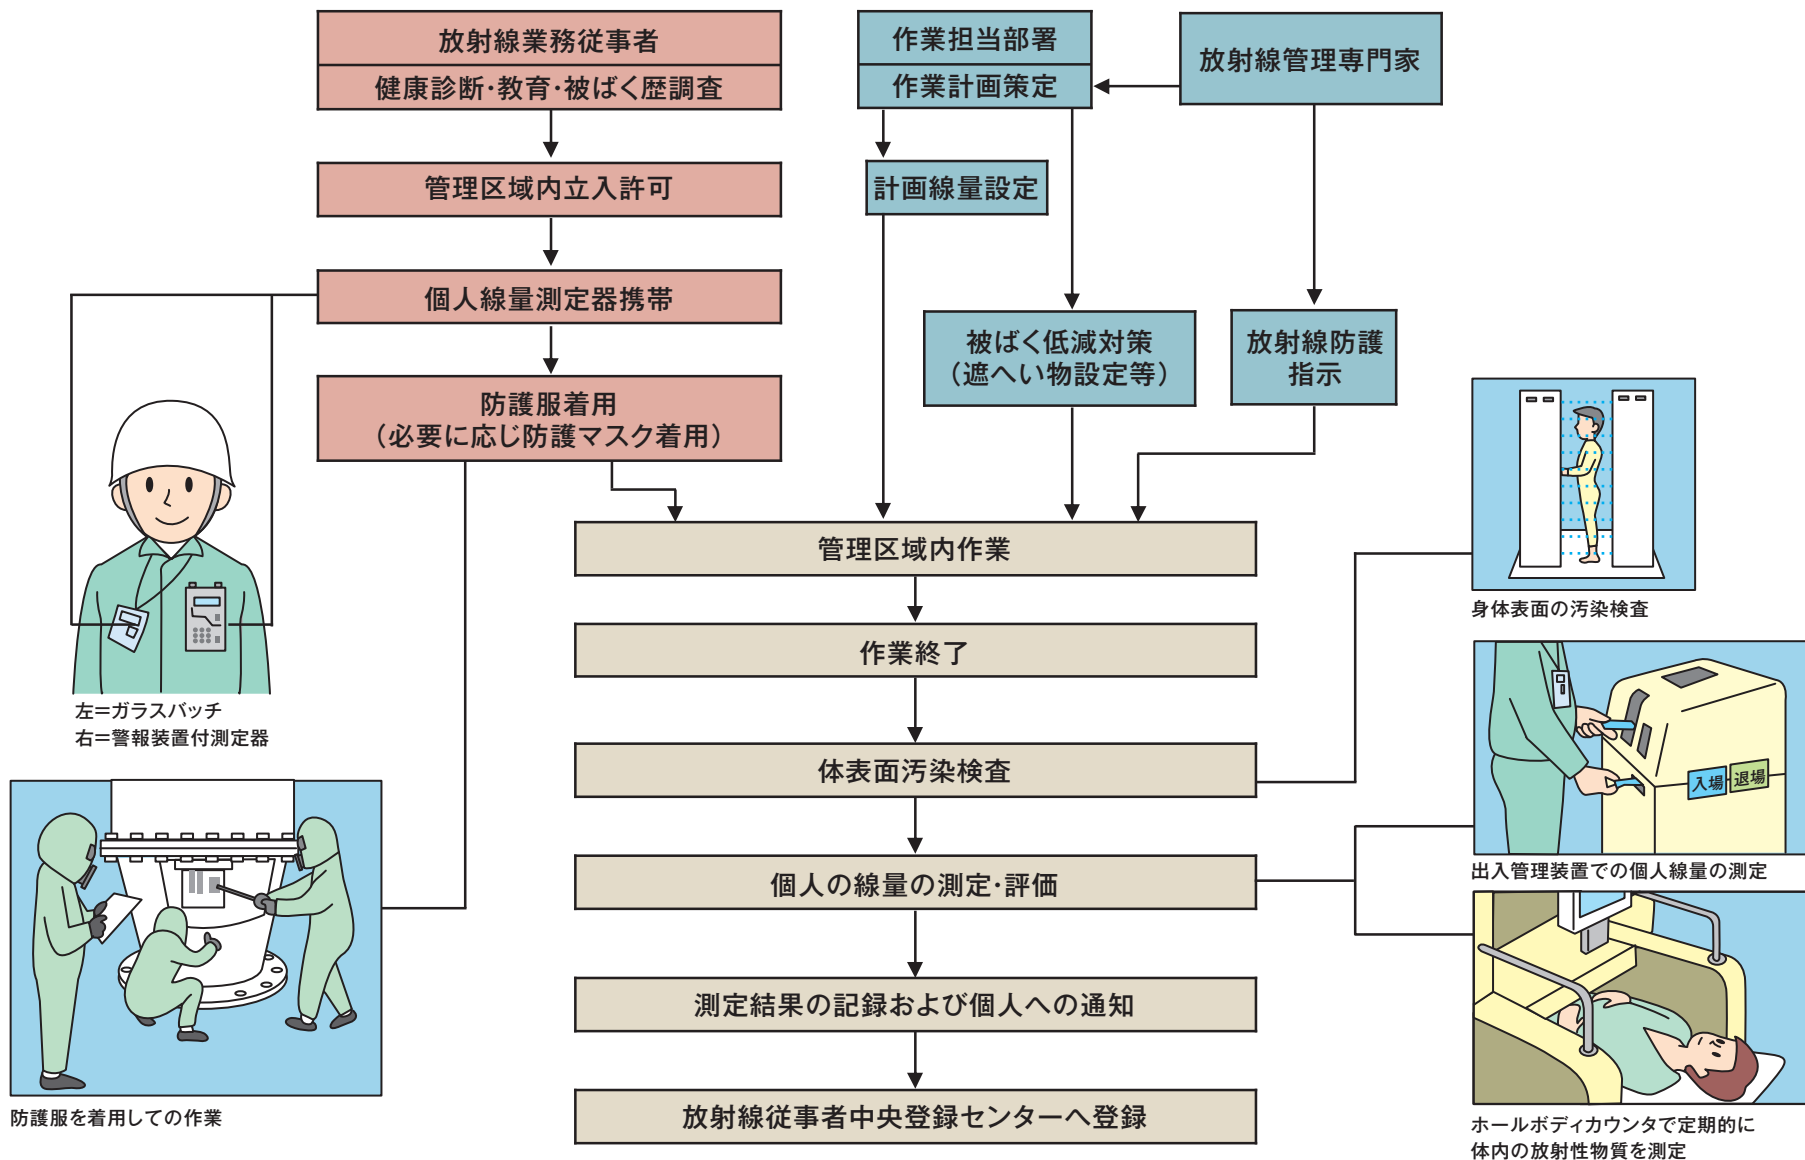 放射線業務従事者
健康診断・教育・被ばく歴調査
管理区域内立入許可
個人線量測定器携帯
防護服着用
（必要に応じ防護マスク着用）
作業担当部署
作業計画策定
放射線管理専門家
計画線量設定
被ばく低減対策
（遮へい物設定等）
放射線防護
指示
管理区域内作業
作業終了
体表面汚染検査
個人の線量の測定・評価
測定結果の記録および個人への通知
放射線従事者中央登録センターへ登録
左＝ガラスバッチ
右＝警報装置付測定器
防護服を着用しての作業
身体表面の汚染検査
入場
退場
出入管理装置での個人線量の測定
ホールボディカウンタで定期的に
体内の放射性物質を測定